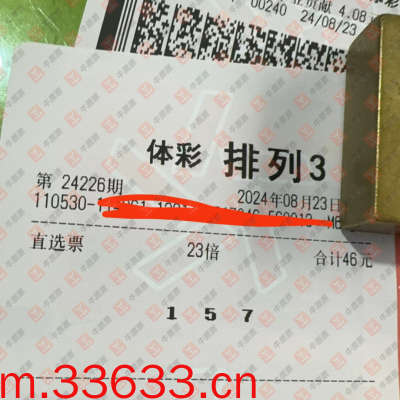 4.08
00240 24/08/23
体彩 排列3
第 24226期 2024年08月23日
110530-
直选票 23倍 合计46元
1 5 7
m.33633.cn